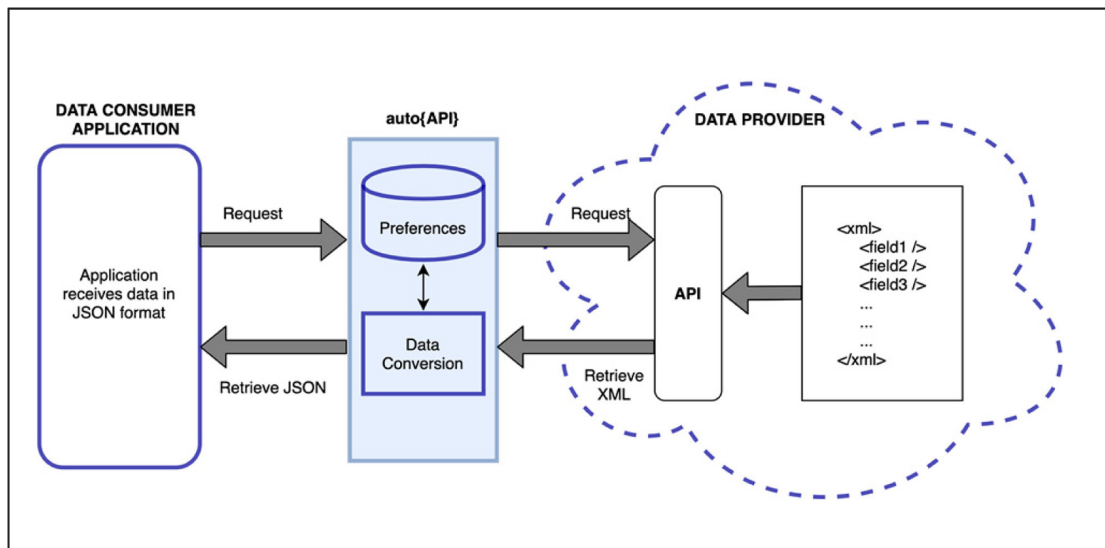 DATA CONSUMER
APPLICATION
Application
receives data in
JSON format
Request
Retrieve JSON
auto{API}
Preferences
Data
Conversion
Request
Retrieve
XML
DATA PROVIDER
API
<xml>
<field1 />
<field2 />
<field3 />
...
...
...
</xml>